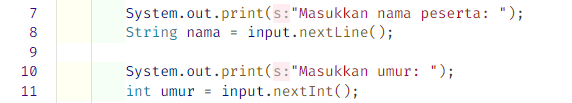 7 System.out.print(s:"Masukkan nama peserta: ");
8 String nama = input.nextLine();
9
10 System.out.print(s:"Masukkan umur: ");
11 int umur = input.nextInt();